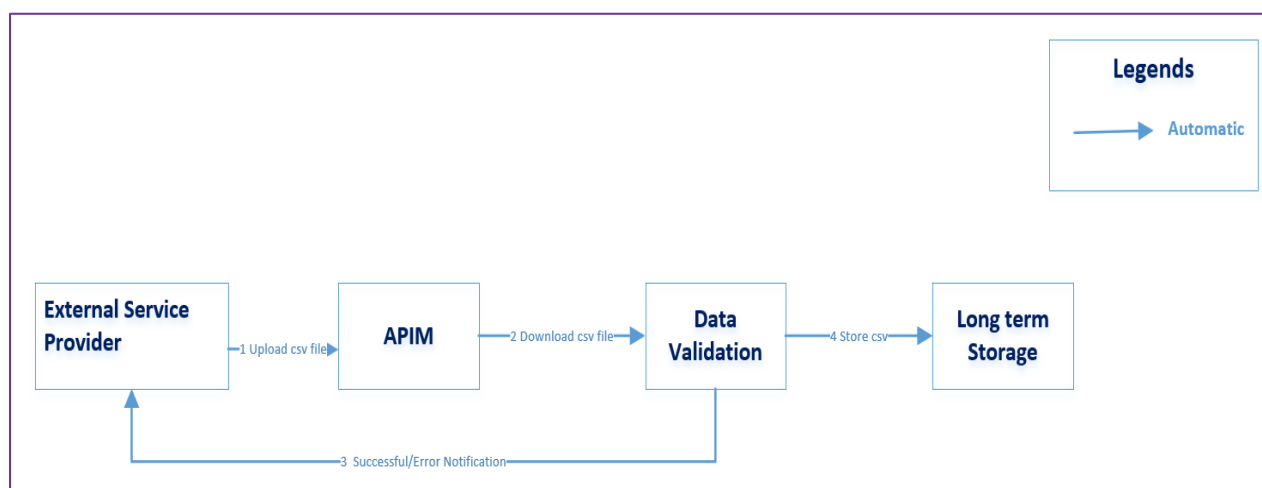 Legends
Automatic
External Service
Provider
1 Upload csv file
APIM
2 Download csv file
Data
Validation
4 Store csv
Long term
Storage
3 Successful/Error Notification